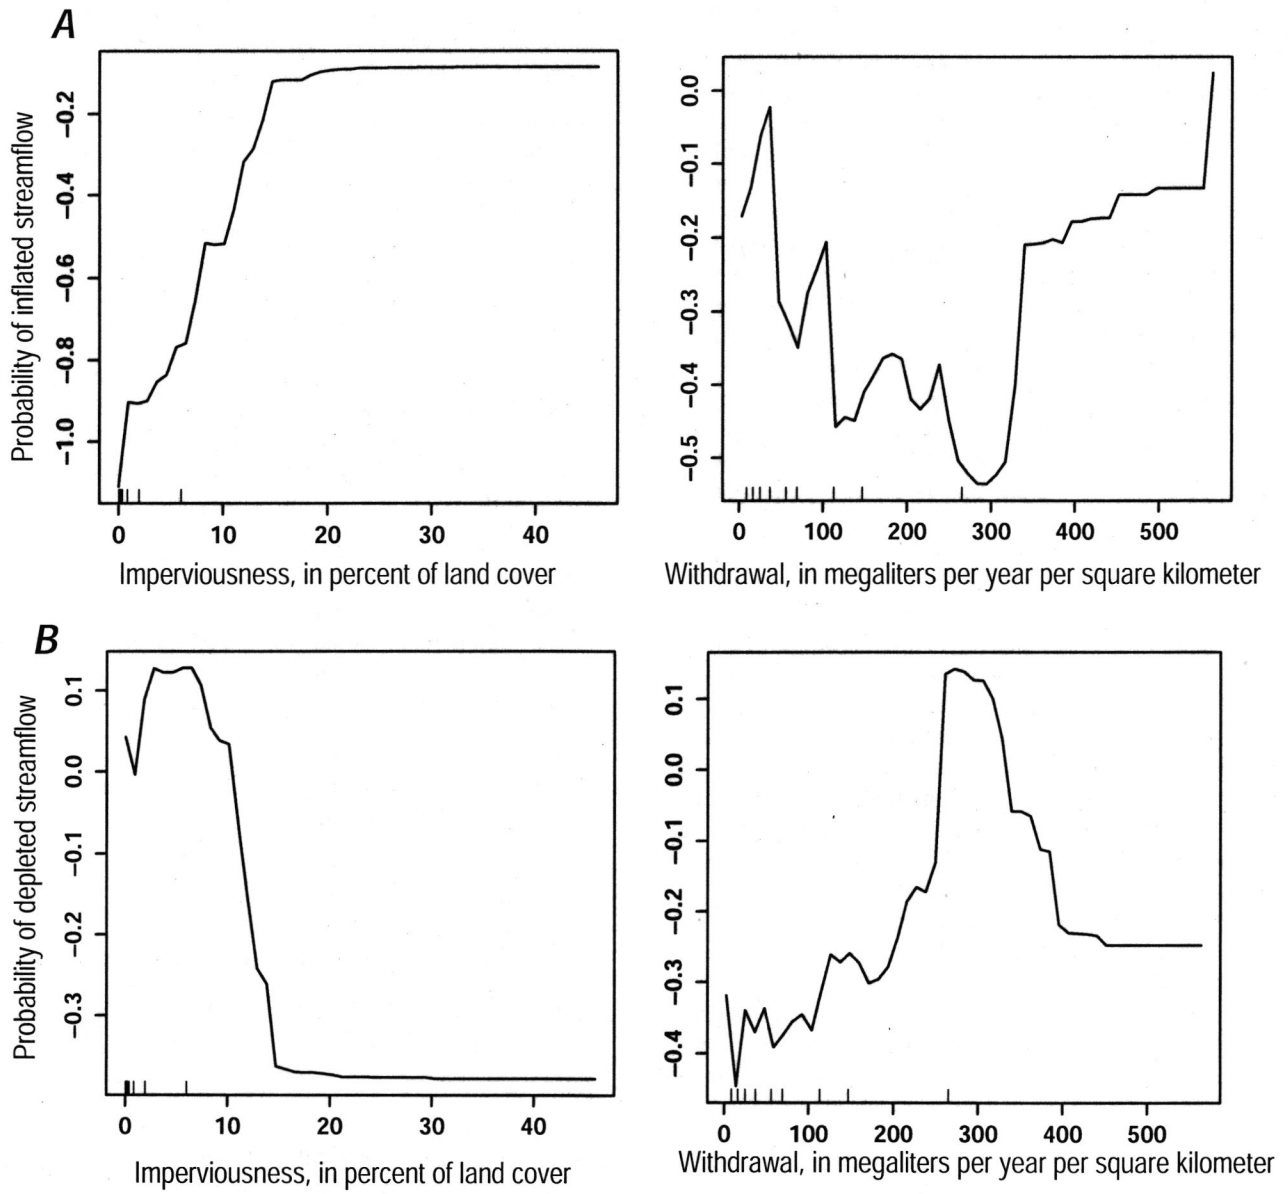 A
Probability of inflated streamflow
−0.2
−0.4
−0.6
−0.8
−1.0
0 10 20 30 40
Imperviousness, in percent of land cover
0.0
−0.1
−0.2
−0.3
−0.4
−0.5
0 100 200 300 400 500
Withdrawal, in megaliters per year per square kilometer
B
Probability of depleted streamflow
0.1
0.0
−0.1
−0.2
−0.3
0 10 20 30 40
Imperviousness, in percent of land cover
0.1
0.0
−0.1
−0.2
−0.3
−0.4
0 100 200 300 400 500
Withdrawal, in megaliters per year per square kilometer